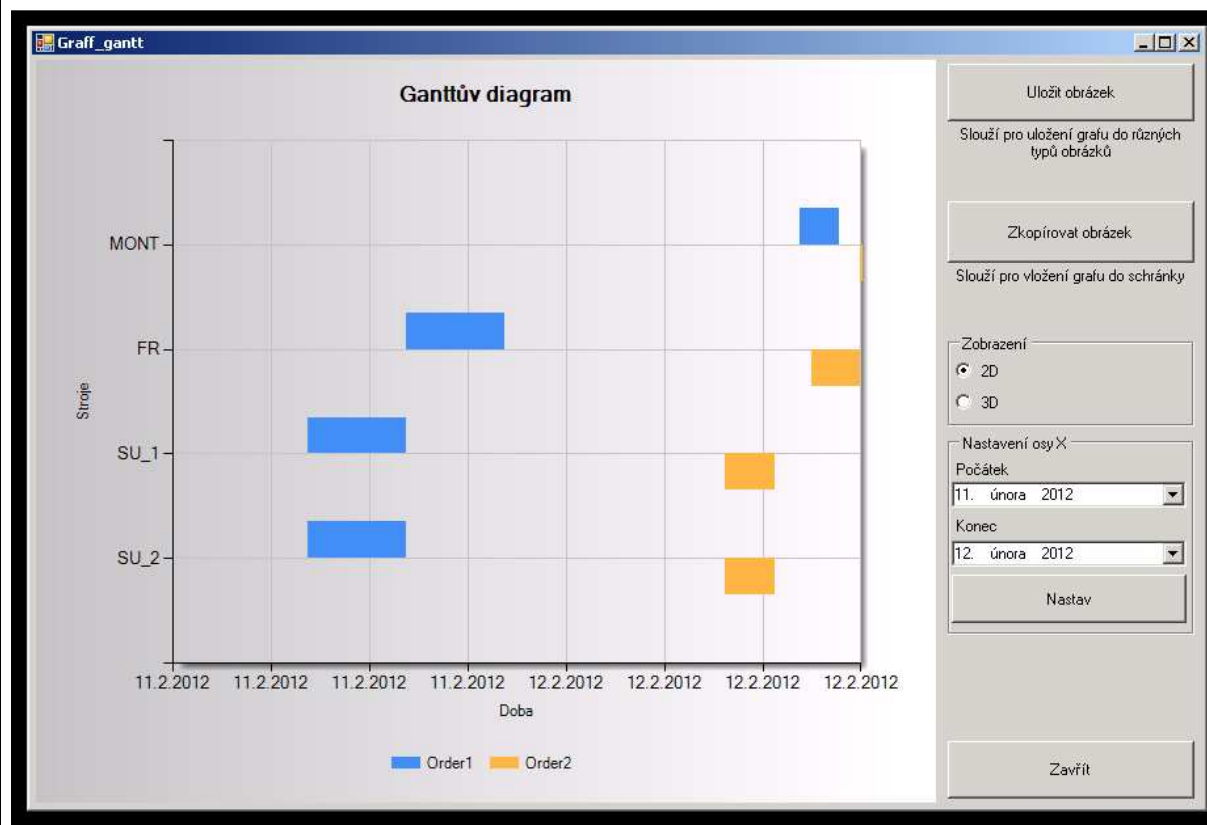 Graff_gantt
Ganttův diagram
MONT
FR
SU_1
SU_2
Stroje
11.2.2012 11.2.2012 11.2.2012 11.2.2012 12.2.2012 12.2.2012 12.2.2012 12.2.2012
Doba
Order1 Order2
Uložit obrázek
Slouží pro uložení grafu do různých
typů obrázků
Zkopírovat obrázek
Slouží pro vložení grafu do schránky
Zobrazení
2D
3D
Nastavení osy X
Počátek
11. února 2012
Konec
12. února 2012
Nastav
Zavřít